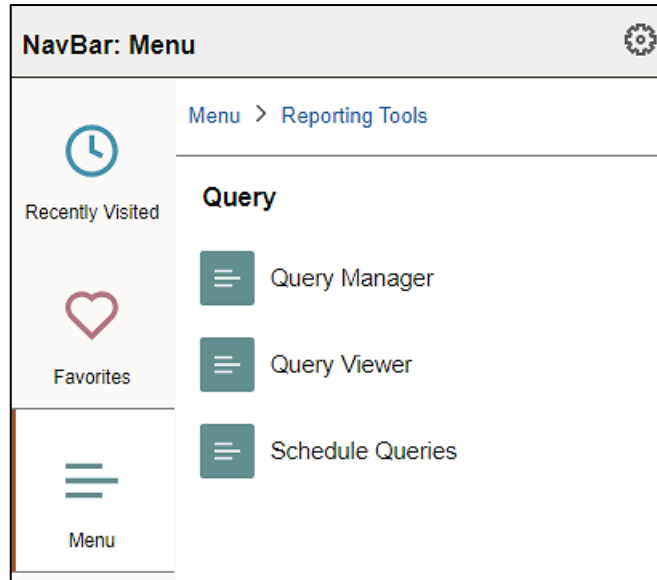 NavBar: Menu
Menu > Reporting Tools
Recently Visited
Query
Query Manager
Favorites
Query Viewer
Schedule Queries
Menu